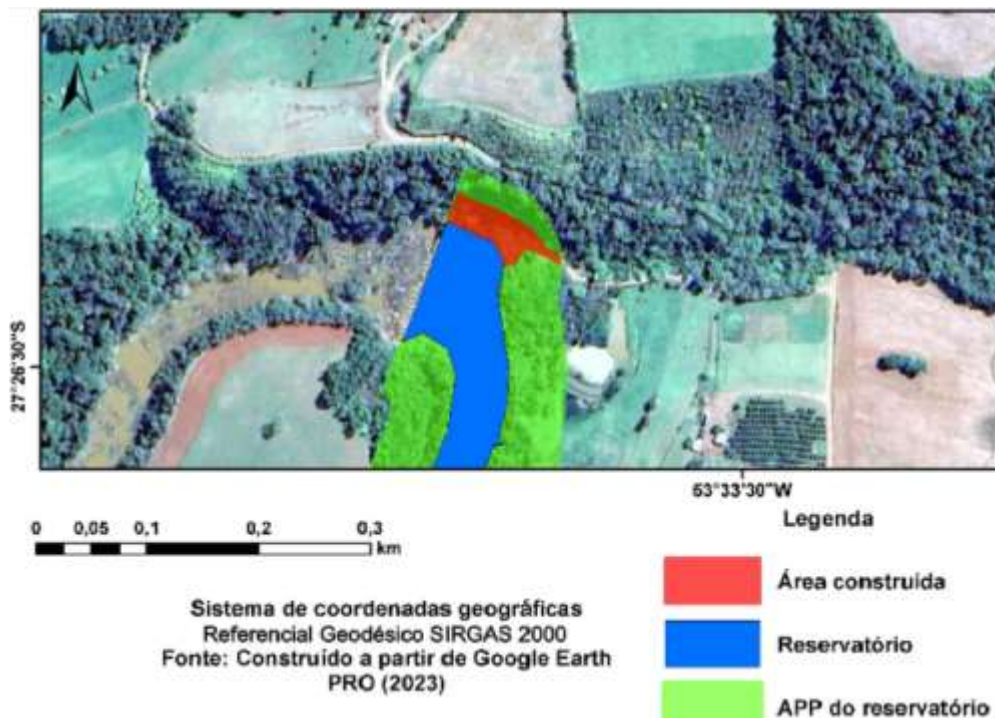 27°26'30"S
53°33'30"W
0 0,05 0,1 0,2 0,3
km
Legenda
Área construida
Reservatório
APP do reservatório
Sistema de coordenadas geográficas
Referencial Geodésico SIRGAS 2000
Fonte: Construído a partir de Google Earth
PRO (2023)